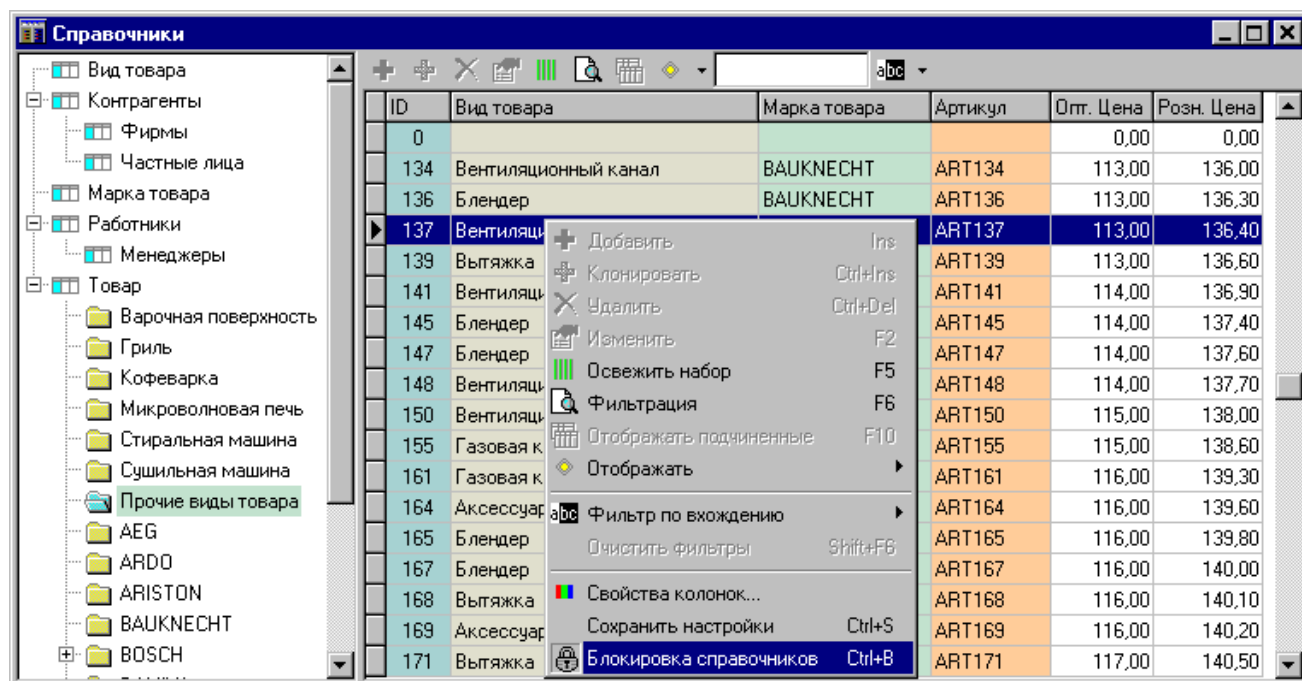 Справочники
Вид товара
Контрагенты
Фирмы
Частные лица
Марка товара
Работники
Менеджеры
Товар
Варочная поверхность
Гриль
Кофеварка
Микроволновая печь
Стиральная машина
Сушильная машина
Прочие виды товара
AEG
ARDO
ARISTON
BAUKNECHT
BOSCH
abc
ID Вид товара Марка товара Артикул Опт. Цена Розн. Цена
0 0,00 0,00
134 Вентиляционный канал BAUKNECHT ART134 113,00 136,00
136 Блендер BAUKNECHT ART136 113,00 136,30
137 Вентиляци ART137 113,00 136,40
139 Вытяжка ART139 113,00 136,60
141 Вентиляци ART141 114,00 136,90
145 Блендер ART145 114,00 137,40
147 Блендер ART147 114,00 137,60
148 Вентиляци ART148 114,00 137,70
150 Вентиляци ART150 115,00 138,00
155 Газовая к ART155 115,00 138,60
161 Газовая к ART161 116,00 139,30
164 Аксессуар ART164 116,00 139,60
165 Блендер ART165 116,00 139,80
167 Блендер ART167 116,00 140,00
168 Вытяжка ART168 116,00 140,10
169 Аксессуар ART169 116,00 140,20
171 Вытяжка ART171 117,00 140,50
Добавить Ins
Клонировать Ctrl+Ins
Удалить Ctrl+Del
Изменить F2
Освежить набор F5
Фильтрация F6
Отображать подчиненные F10
Отображать
abc Фильтр по вхождению
Очистить фильтры Shift+F6
Свойства колонок...
Сохранить настройки Ctrl+S
Блокировка справочников Ctrl+B